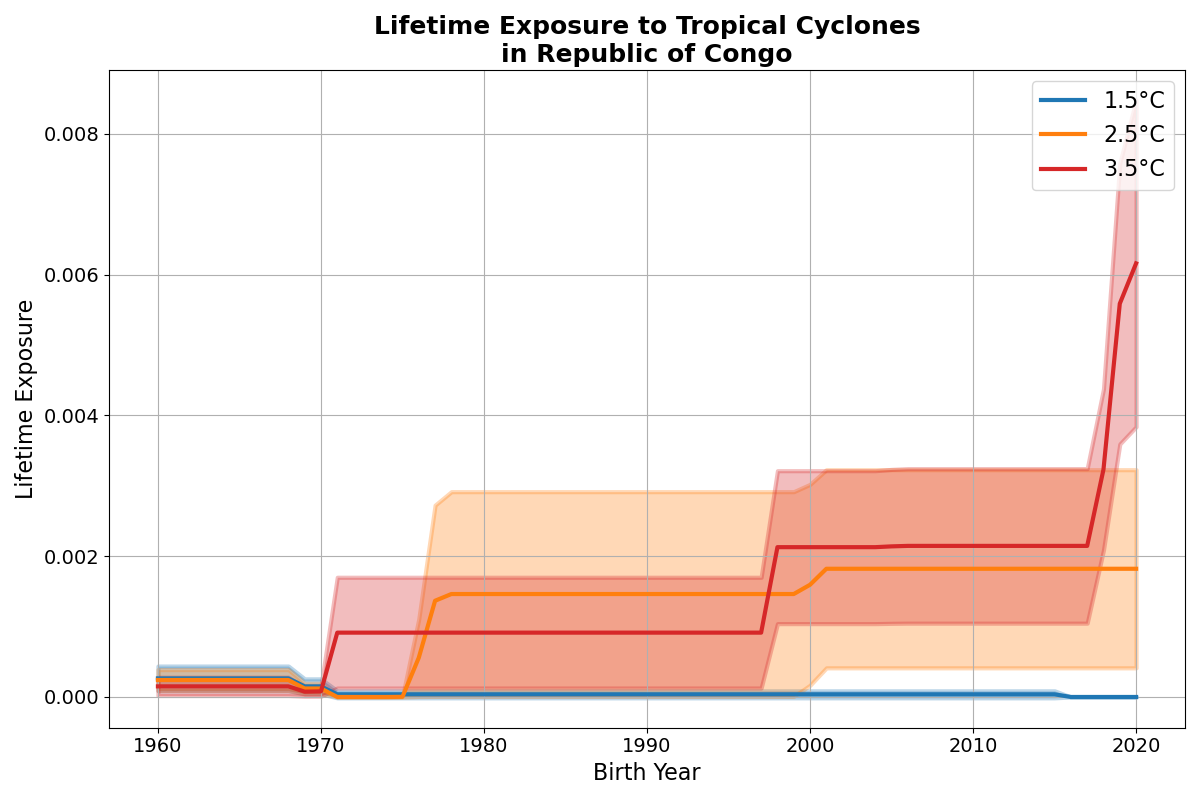 Lifetime Exposure to Tropical Cyclones
in Republic of Congo
1.5°C
2.5°C
3.5°C
0.008
0.006
0.004
0.002
0.000
Lifetime Exposure
1960
1970
1980
1990
2000
2010
2020
Birth Year